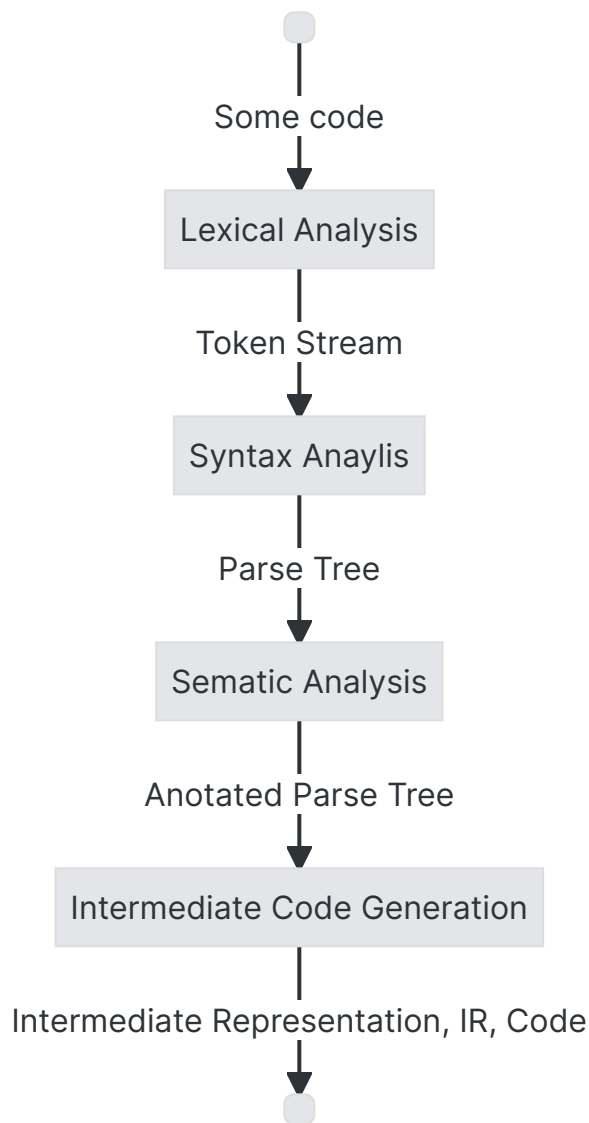 Some code
Lexical Analysis
Token Stream
Syntax Anaylis
Parse Tree
Sematic Analysis
Anotated Parse Tree
Intermediate Code Generation
Intermediate Representation, IR, Code